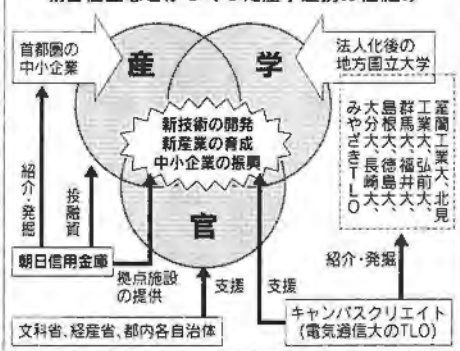 首都圏の
中小企業
産
学
法人化後の
地方国立大学
新技術の開発
新産業の育成
中小企業の振興
官
室蘭工業大、北見
工業大、弘前大、
群馬大、福井大、
島根大、徳島大、
大分大、長崎大、
みやざきTLO
紹介・発掘
投融資
朝日信用金庫
拠点施設
の提供
支援
支援
紹介・発掘
文科省、経産省、都内各自治体
キャンパスクリエイト
(電気通信大のTLO)